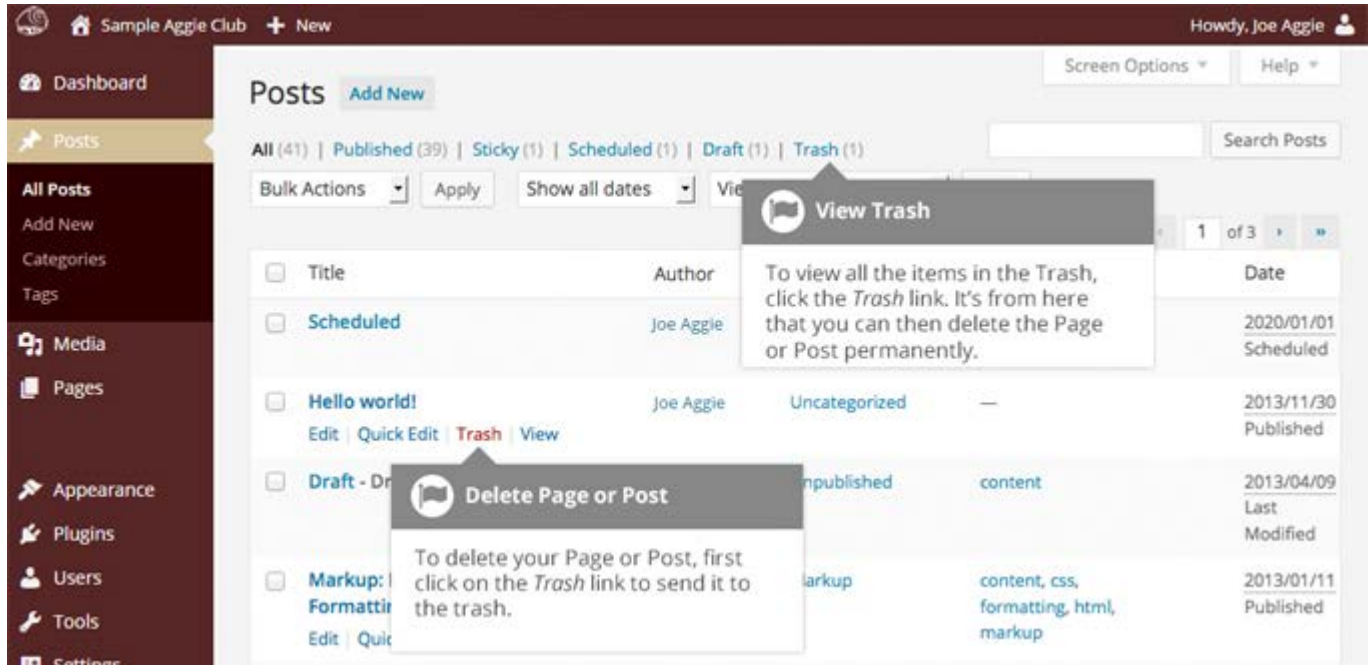 Sample Aggie Club + New Howdy, Joe Aggie
Dashboard
Posts
All Posts
Add New
Categories
Tags
Media
Pages
Appearance
Plugins
Users
Tools
Settings
Screen Options Help
Posts Add New
All (41) | Published (39) | Sticky (1) | Scheduled (1) | Draft (1) | Trash (1)
Search Posts
Bulk Actions Apply Show all dates
1 of 3 › »
Title Author Date
Scheduled Joe Aggie 2020/01/01
Scheduled
View Trash
To view all the items in the Trash,
click the Trash link. It's from here
that you can then delete the Page
or Post permanently.
Hello world! Joe Aggie Uncategorized — 2013/11/30
Edit | Quick Edit | Trash | View Published
Draft - content 2013/04/09
Last
Modified
Delete Page or Post
To delete your Page or Post, first
click on the Trash link to send it to
the trash.
Markup: content, css, 2013/01/11
formatting, html, Published
Edit markup